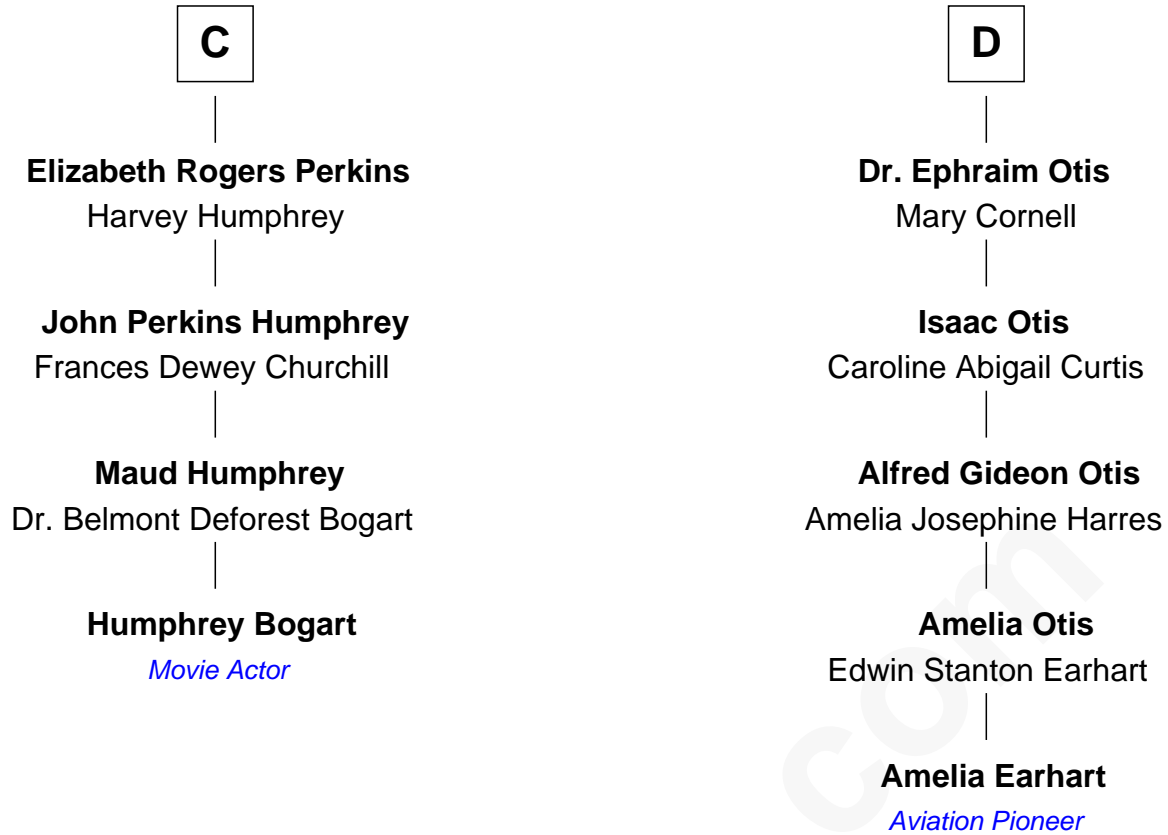 C
Elizabeth Rogers Perkins
Harvey Humphrey
John Perkins Humphrey
Frances Dewey Churchill
Maud Humphrey
Dr. Belmont Deforest Bogart
Humphrey Bogart
Movie Actor
D
Dr. Ephraim Otis
Mary Cornell
Isaac Otis
Caroline Abigail Curtis
Alfred Gideon Otis
Amelia Josephine Harres
Amelia Otis
Edwin Stanton Earhart
Amelia Earhart
Aviation Pioneer
com